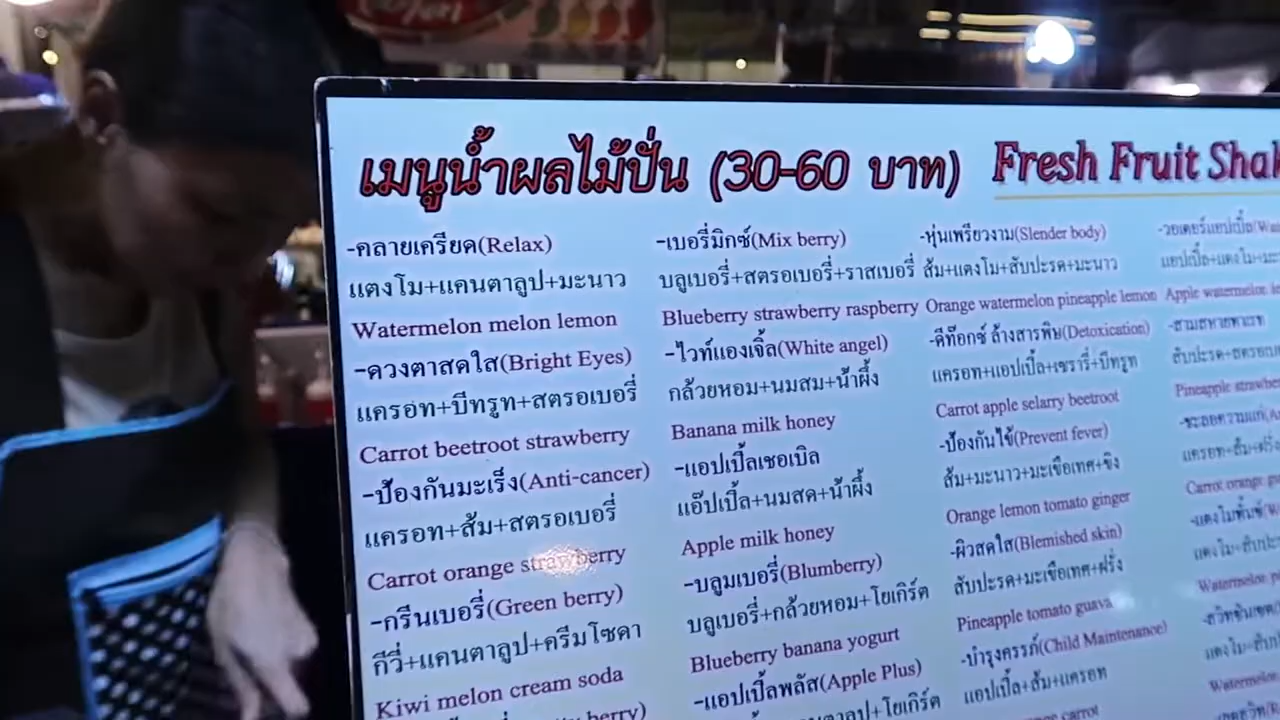 เมนูน้ำผลไม้ปั่น (30-60 บาท)
Fresh Fruit
-คลายเครียด(Relax)
แตงโม+แคนตาลูป+มะนาว
Watermelon melon lemon
-ดวงตาสดใส(Bright Eyes)
แครอท+บีทรูท+สตรอเบอรี่
Carrot beetroot strawberry
-ป้องกันมะเร็ง(Anti-cancer)
แครอท+ส้ม+สตรอเบอรี่
Carrot orange strawberry
-กรีนเบอรี่(Green berry)
กีวี่+แคนตาลูป+ครีมโซดา
Kiwi melon cream soda
berry)
-เบอรี่มิกซ์(Mix berry)
บลูเบอรี่+สตรอเบอรี่+ราสเบอรี่
Blueberry strawberry raspberry
-ไวท์แองเจิ้ล(White angel)
กล้วยหอม+นมสม+น้ำผึ้ง
Banana milk honey
-แอปเปิ้ลเชอเบิล
แอ๊ปเปิ้ล+นมสด+น้ำผึ้ง
Apple milk honey
-บลูมเบอรี่(Blumberry)
บลูเบอรี่+กล้วยหอม+โยเกิร์ต
Blueberry banana yogurt
-แอปเปิ้ลพลัส(Apple Plus)
+โยเกิร์ต
-หุ่นเพรียวงาม(Slender body)
ส้ม+แตงโม+สับปะรด+มะนาว
Orange watermelon pineapple lemon
-ดีท๊อกซ์ ล้างสารพิษ(Detoxication)
แครอท+แอปเปิ้ล+เซรารี่+บีทรูท
Carrot apple selarry beetroot
-ป้องกันไข้(Prevent fever)
ส้ม+มะนาว+มะเขือเทศ+ขิง
Orange lemon tomato ginger
-ผิวสดใส(Blemished skin)
สับปะรด+มะเขือเทศ+ฝรั่ง
Pineapple tomato guava
-บำรุงครรภ์(Child Maintenance)
แอปเปิ้ล+ส้ม+แครอท
carrot
Apple watermelon
Pineapple
Carrot orange
Watermelon